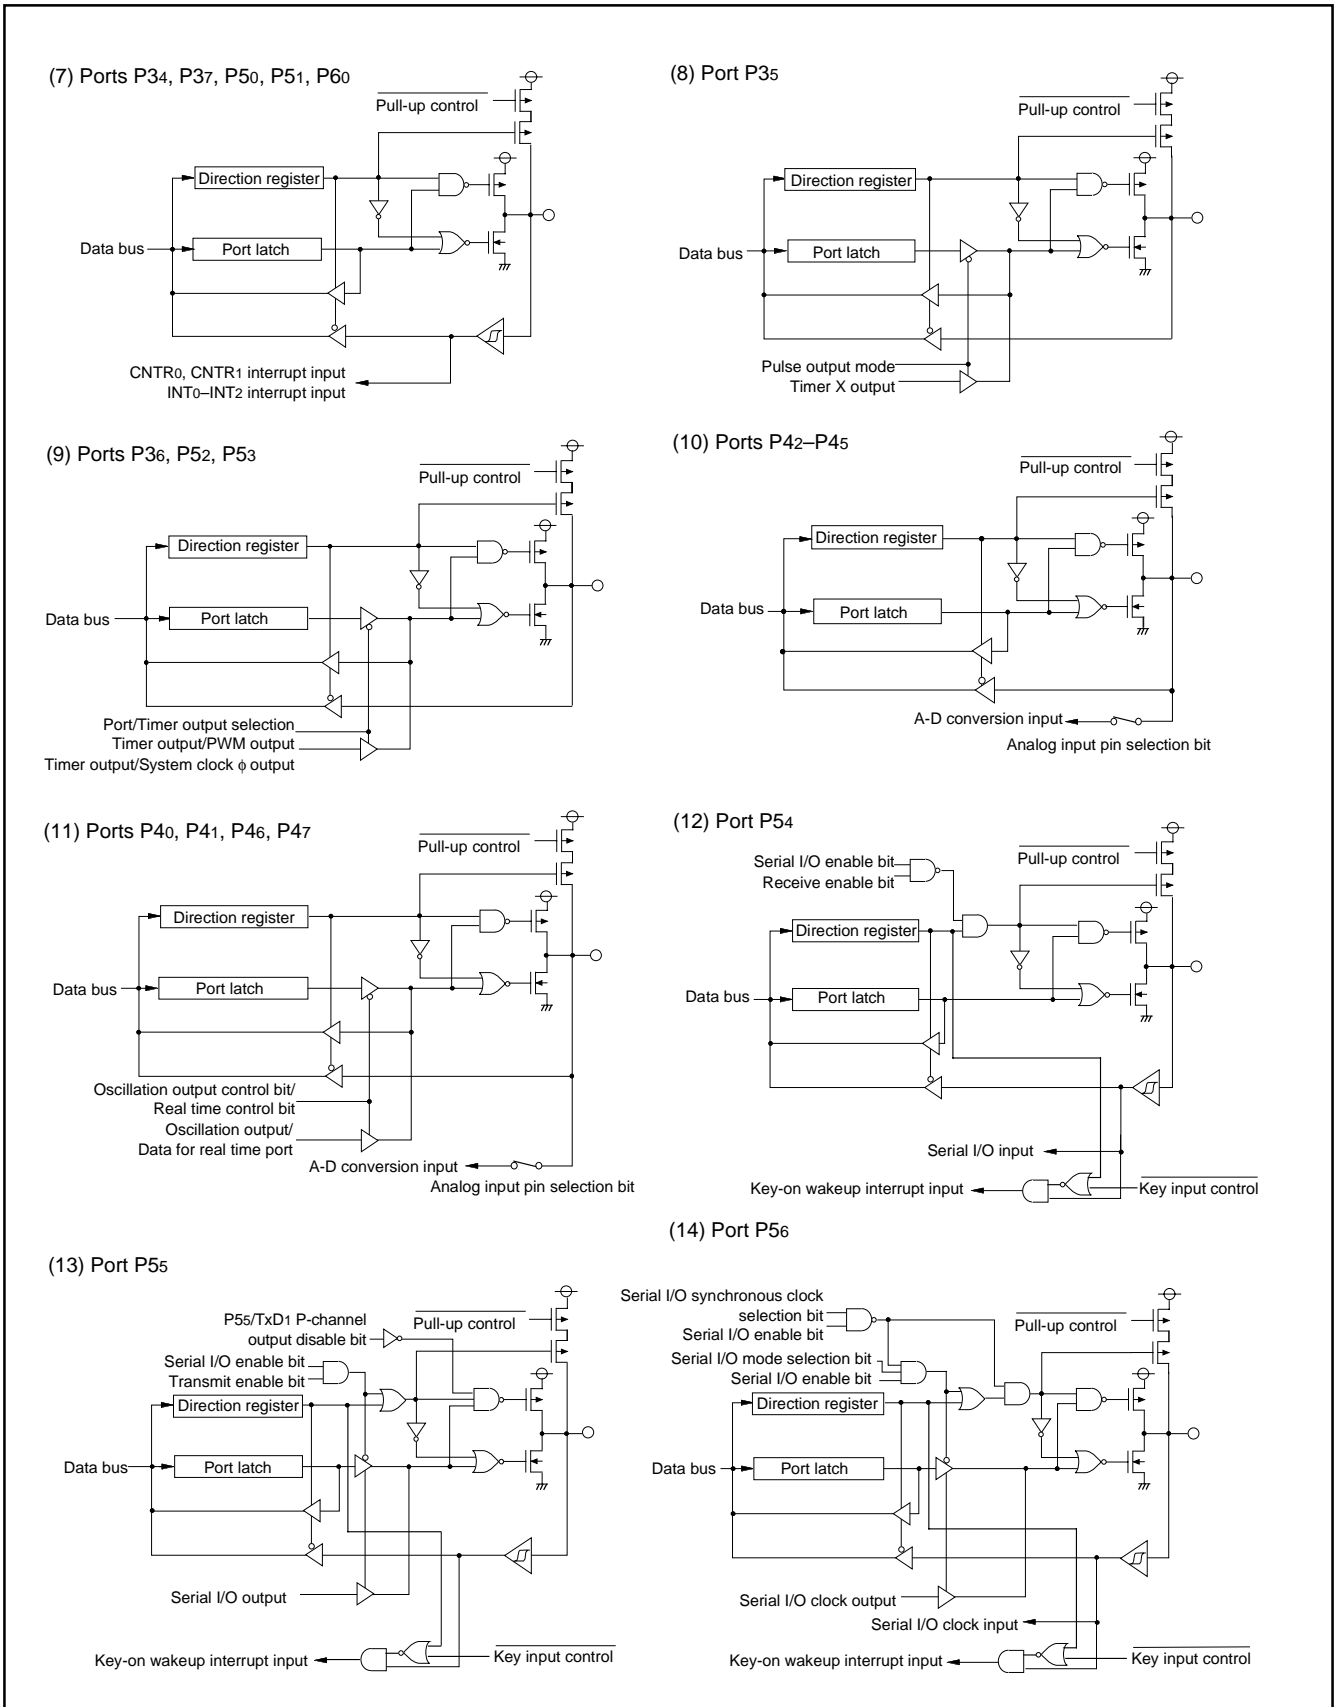 (7) Ports P34, P37, P50, P51, P60
Pull-up control
Direction register
Data bus
Port latch
CNTR0, CNTR1 interrupt input
INT0–INT2 interrupt input
(8) Port P35
Pull-up control
Direction register
Data bus
Port latch
Pulse output mode
Timer X output
(9) Ports P36, P52, P53
Pull-up control
Direction register
Data bus
Port latch
Port/Timer output selection
Timer output/PWM output
Timer output/System clock ϕ output
(10) Ports P42–P45
Pull-up control
Direction register
Data bus
Port latch
A-D conversion input
Analog input pin selection bit
(11) Ports P40, P41, P46, P47
Pull-up control
Direction register
Data bus
Port latch
Oscillation output control bit/
Real time control bit
Oscillation output/
Data for real time port
A-D conversion input
Analog input pin selection bit
(12) Port P54
Serial I/O enable bit
Receive enable bit
Pull-up control
Direction register
Data bus
Port latch
Serial I/O input
Key-on wakeup interrupt input
Key input control
(13) Port P55
P55/TxD1 P-channel
output disable bit
Pull-up control
Serial I/O enable bit
Transmit enable bit
Direction register
Data bus
Port latch
Serial I/O output
Key-on wakeup interrupt input
Key input control
(14) Port P56
Serial I/O synchronous clock
selection bit
Serial I/O enable bit
Pull-up control
Serial I/O mode selection bit
Serial I/O enable bit
Direction register
Data bus
Port latch
Serial I/O clock output
Serial I/O clock input
Key-on wakeup interrupt input
Key input control